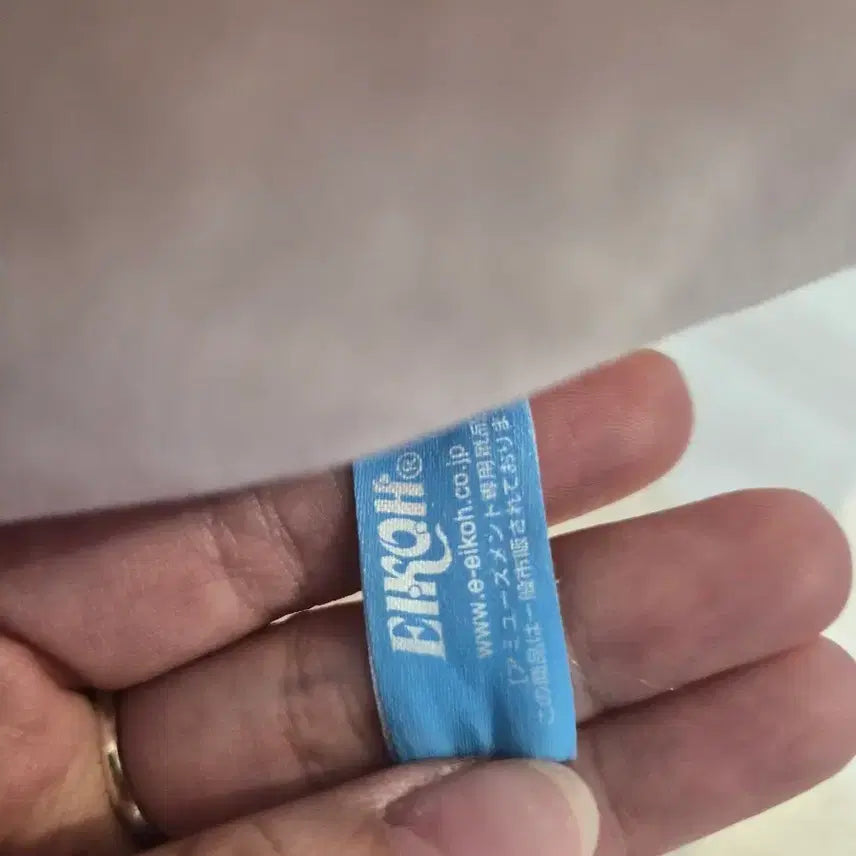 EIKOH®
www.e-eikoh.co.jp
【アミューズメント専用景品
この商品は一般市販されておりま